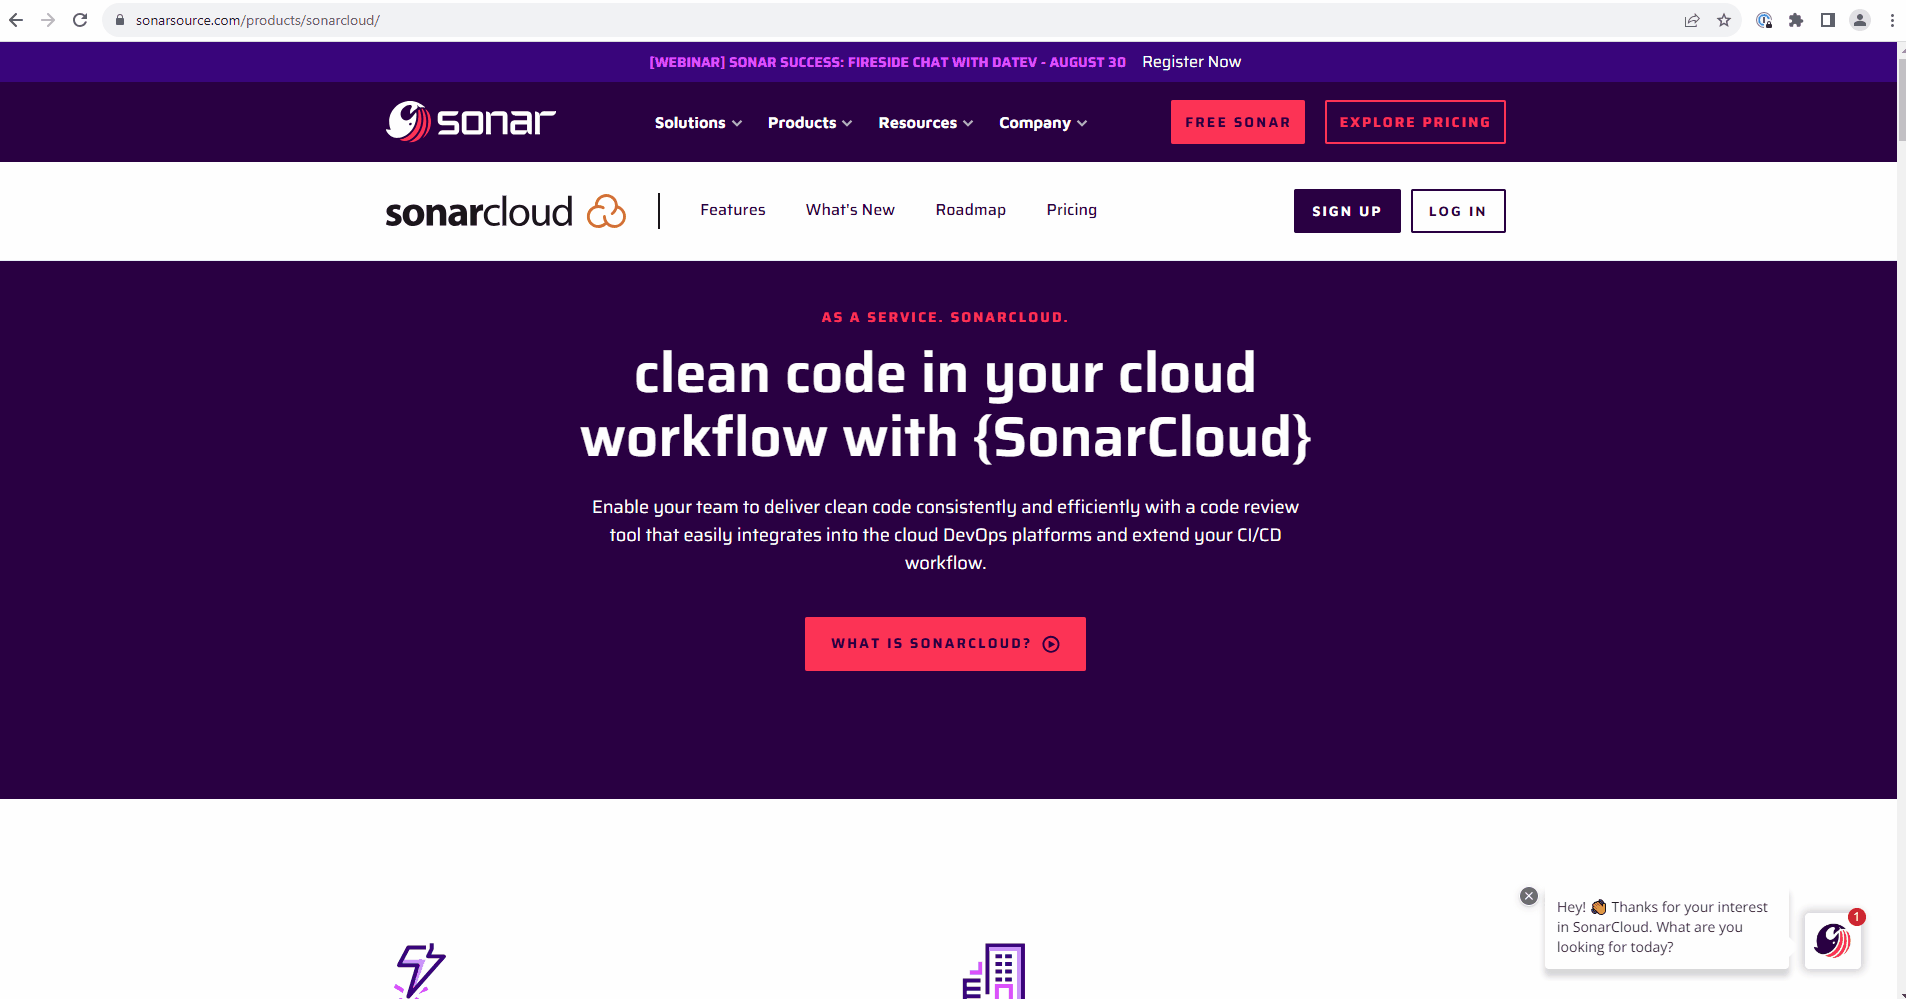 sonarsource.com/products/sonarcloud/
[WEBINAR] SONAR SUCCESS: FIRESIDE CHAT WITH DATEV - AUGUST 30 Register Now
sonar Solutions Products Resources Company FREE SONAR EXPLORE PRICING
sonarcloud Features What's New Roadmap Pricing SIGN UP LOG IN
AS A SERVICE. SONARCLOUD.
clean code in your cloud
workflow with {SonarCloud}
Enable your team to deliver clean code consistently and efficiently with a code review
tool that easily integrates into the cloud DevOps platforms and extend your CI/CD
workflow.
WHAT IS SONARCLOUD?
Hey! 👋 Thanks for your interest
in SonarCloud. What are you
looking for today?
1